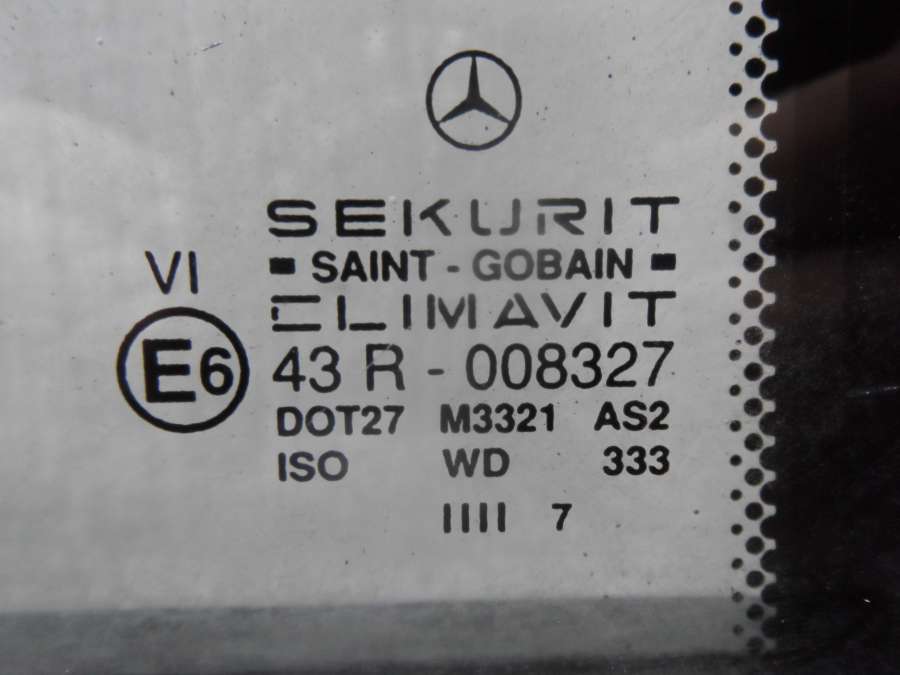 SEKURIT
VI
SAINT - GOBAIN
CLIMAVIT
E6 43 R - 008327
DOT27 M3321 AS2
ISO WD 333
IIII 7